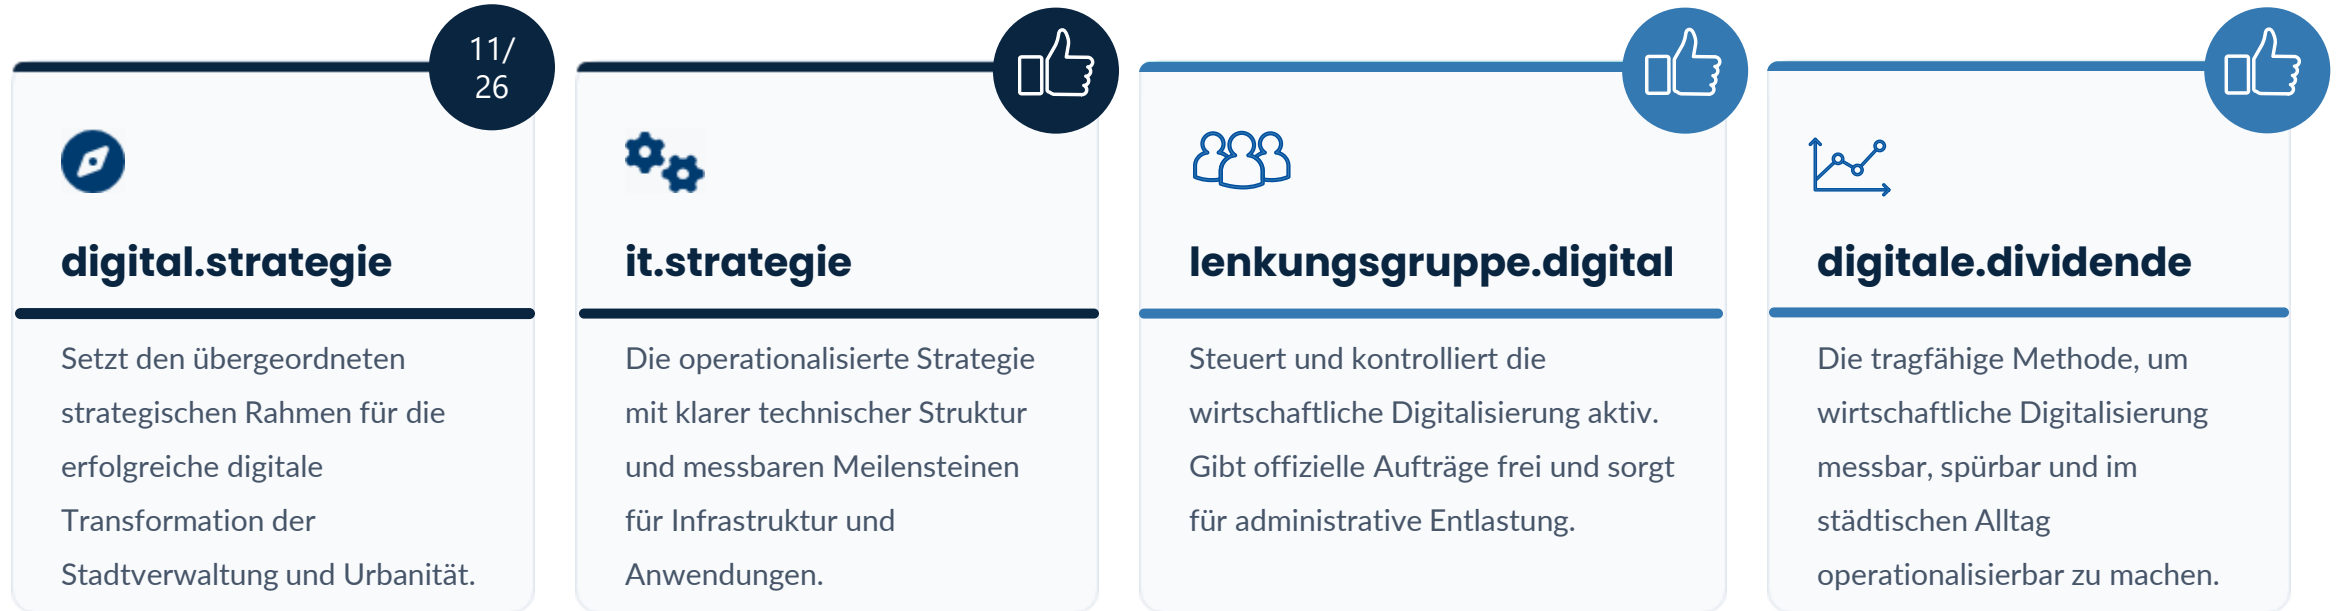 11/
26
digital.strategie
Setzt den übergeordneten
strategischen Rahmen für die
erfolgreiche digitale
Transformation der
Stadtverwaltung und Urbanität.
it.strategie
Die operationalisierte Strategie
mit klarer technischer Struktur
und messbaren Meilensteinen
für Infrastruktur und
Anwendungen.
lenkungsgruppe.digital
Steuert und kontrolliert die
wirtschaftliche Digitalisierung aktiv.
Gibt offizielle Aufträge frei und sorgt
für administrative Entlastung.
digitale.dividende
Die tragfähige Methode, um
wirtschaftliche Digitalisierung
messbar, spürbar und im
städtischen Alltag
operationalisierbar zu machen.